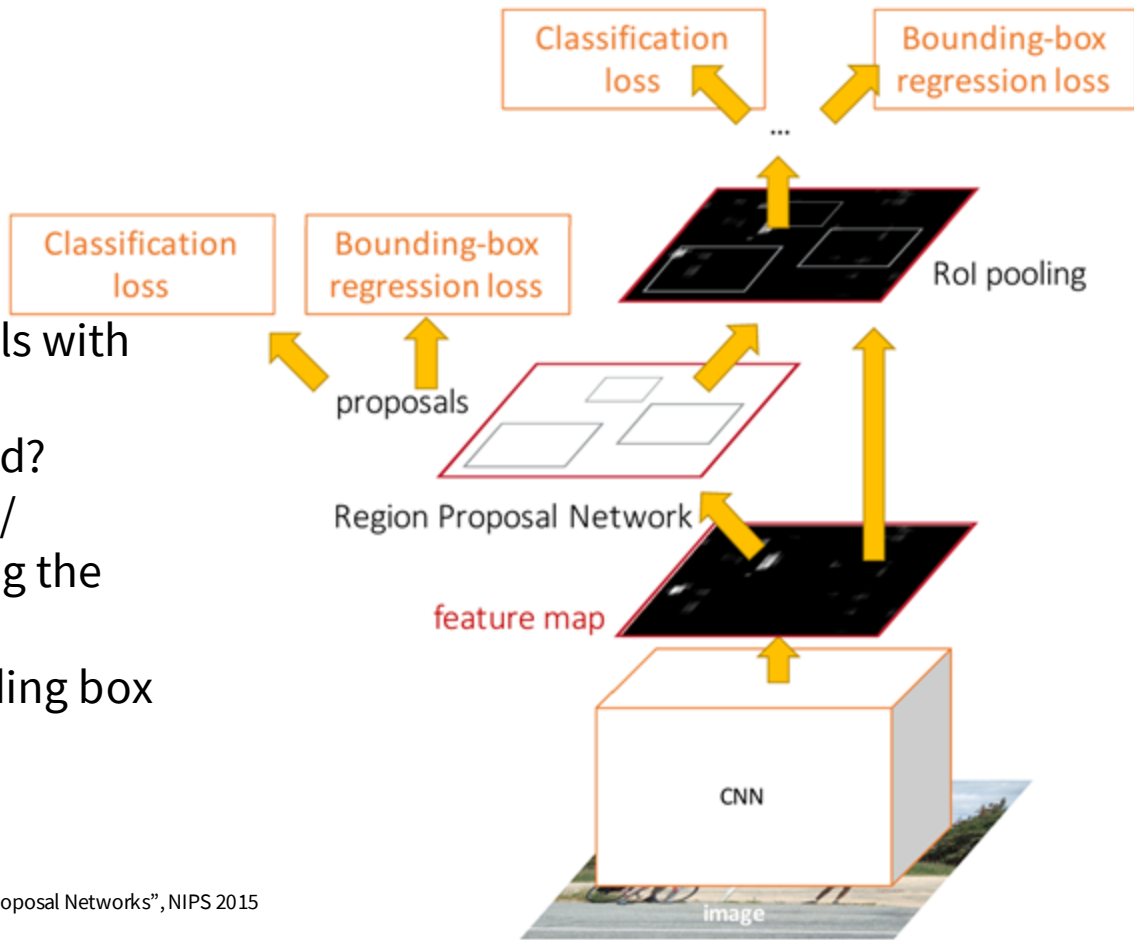 Classification
loss
Bounding-box
regression loss
...
Classification
loss
Bounding-box
regression loss
RoI pooling
ls with
proposals
d?
Region Proposal Network
/
g the
feature map
ling box
CNN
oposal Networks”, NIPS 2015
image